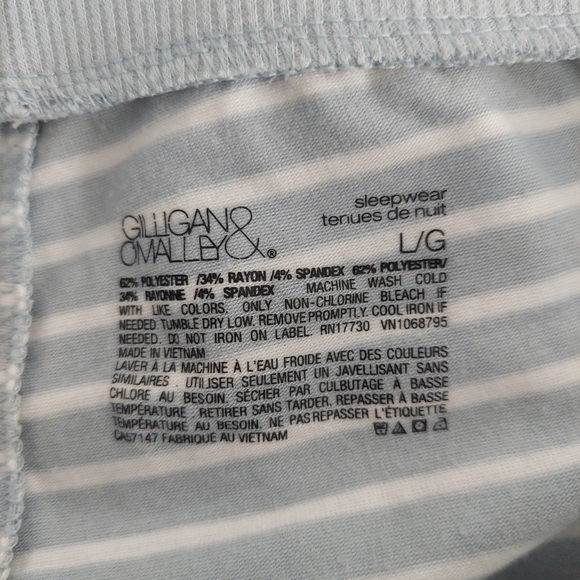 GILLIGAN &
OMALLEY®
sleepwear
tenues de nuit
L/G
62% POLYESTER /34% RAYON /4% SPANDEX 62% POLYESTER/
34% RAYONNE /4% SPANDEX MACHINE WASH COLD
WITH LIKE COLORS, ONLY NON-CHLORINE BLEACH IF
NEEDED TUMBLE DRY LOW. REMOVE PROMPTLY. COOL IRON IF
NEEDED. DO NOT IRON ON LABEL RN17730 VN1068795
MADE IN VIETNAM
LAVER À LA MACHINE À L'EAU FROIDE AVEC DES COULEURS
SIMILAIRES . UTILISER SEULEMENT UN JAVELLISANT SANS
CHLORE AU BESOIN. SÉCHER PAR CULBUTAGE À BASSE
TEMPÉRATURE . RETIRER SANS TARDER. REPASSER À BASSE
TEMPÉRATURE AU BESOIN. NE PAS REPASSER L'ÉTIQUETTE
CA57147 FABRIQUÉ AU VIETNAM